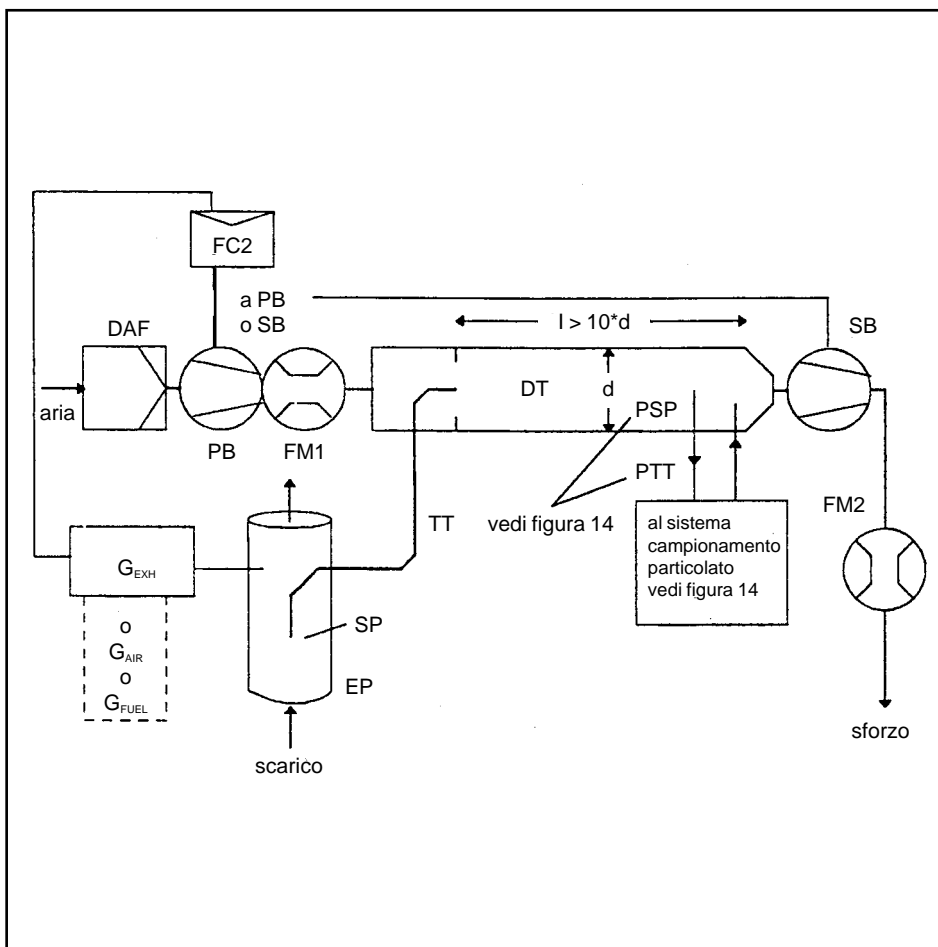 FC2
a PB
o SB
l > 10*d
SB
DAF
aria
DT
d
PSP
PB
FM1
PTT
TT
vedi figura 14
FM2
al sistema
campionamento
particolato
vedi figura 14
GEXH
SP
o
GAIR
o
GFUEL
EP
sforzo
scarico